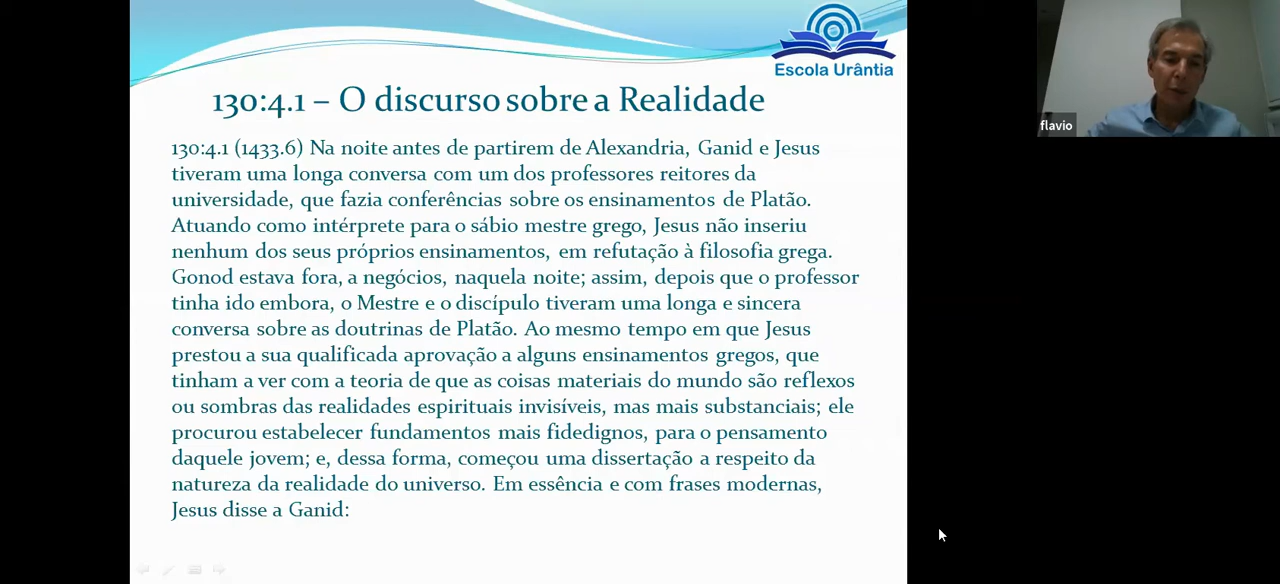 Escola Urântia
130:4.1 – O discurso sobre a Realidade
flavio
130:4.1 (1433.6) Na noite antes de partirem de Alexandria, Ganid e Jesus
tiveram uma longa conversa com um dos professores reitores da
universidade, que fazia conferências sobre os ensinamentos de Platão.
Atuando como intérprete para o sábio mestre grego, Jesus não inseriu
nenhum dos seus próprios ensinamentos, em refutação à filosofia grega.
Gonod estava fora, a negócios, naquela noite; assim, depois que o professor
tinha ido embora, o Mestre e o discípulo tiveram uma longa e sincera
conversa sobre as doutrinas de Platão. Ao mesmo tempo em que Jesus
prestou a sua qualificada aprovação a alguns ensinamentos gregos, que
tinham a ver com a teoria de que as coisas materiais do mundo são reflexos
ou sombras das realidades espirituais invisíveis, mas mais substanciais; ele
procurou estabelecer fundamentos mais fidedignos, para o pensamento
daquele jovem; e, dessa forma, começou uma dissertação a respeito da
natureza da realidade do universo. Em essência e com frases modernas,
Jesus disse a Ganid: